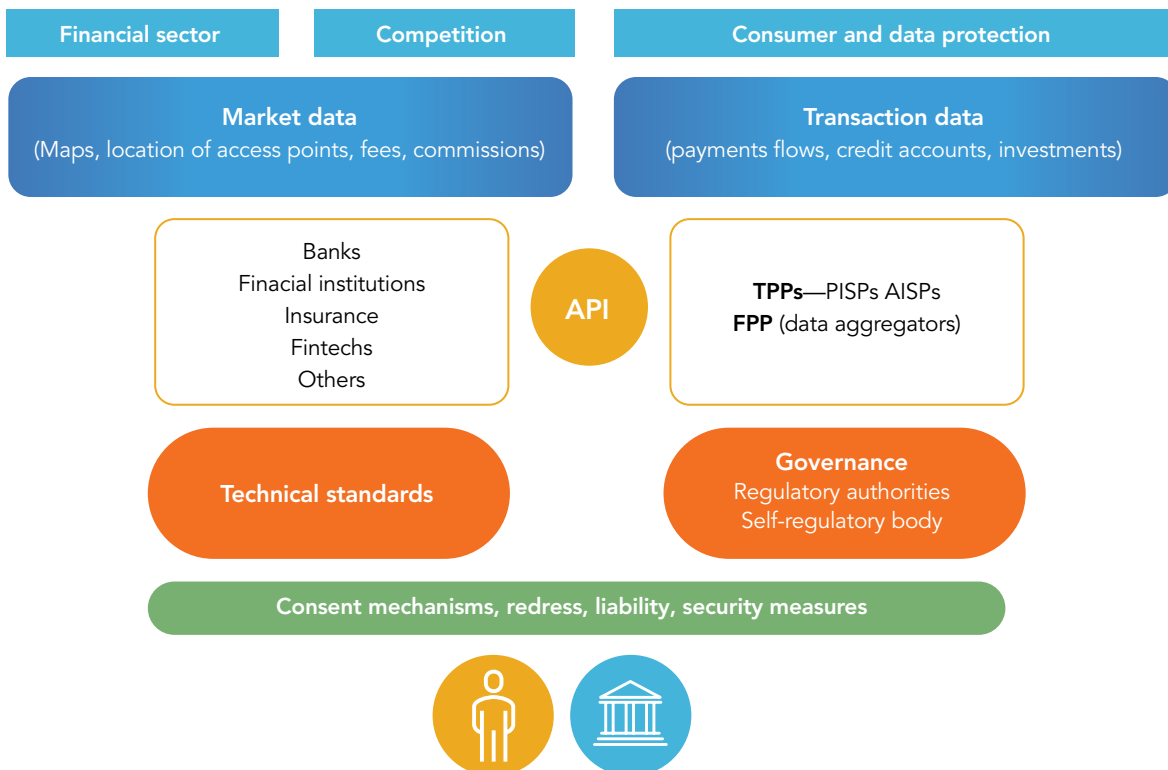 Financial sector
Competition
Consumer and data protection
Market data
(Maps, location of access points, fees, commissions)
Transaction data
(payments flows, credit accounts, investments)
Banks
Finacial institutions
Insurance
Fintechs
Others
API
TPPs—PISPs AISPs
FPP (data aggregators)
Technical standards
Governance
Regulatory authorities
Self-regulatory body
Consent mechanisms, redress, liability, security measures